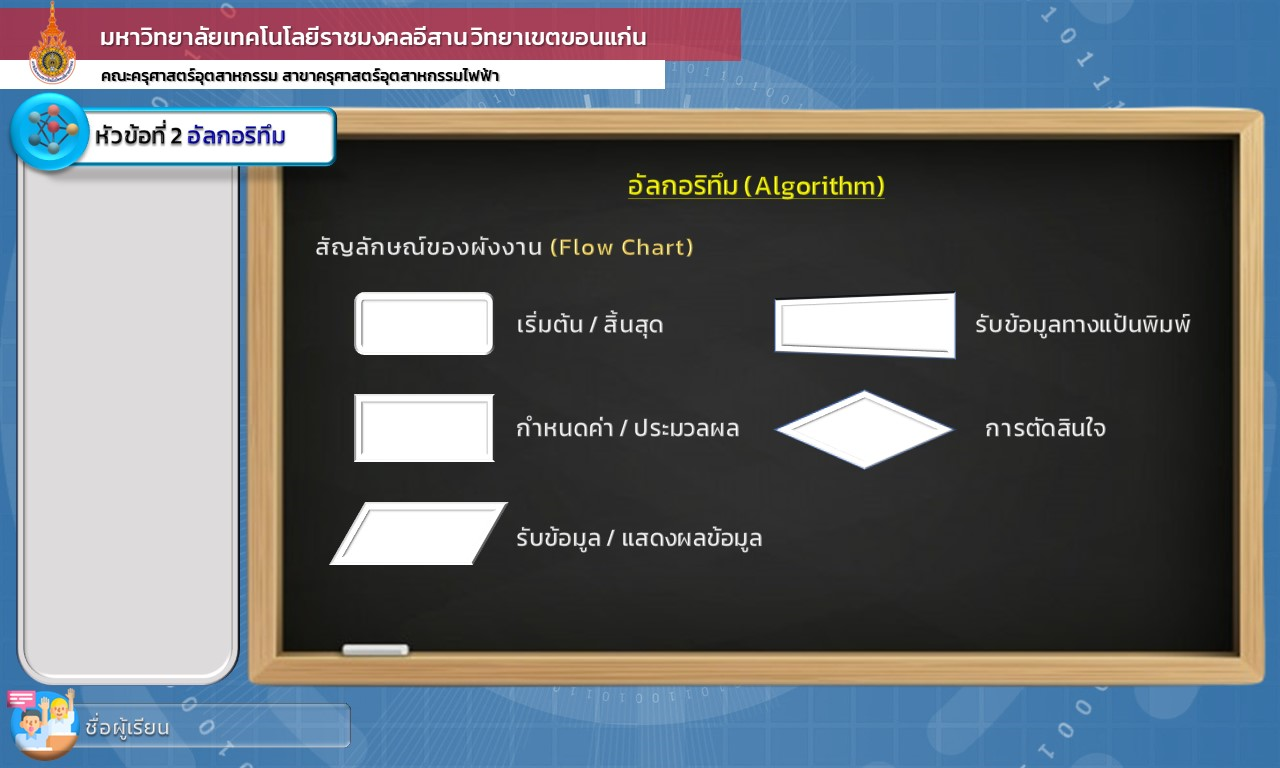 มหาวิทยาลัยเทคโนโลยีราชมงคลอีสาน วิทยาเขตขอนแก่น
คณะครุศาสตร์อุตสาหกรรม สาขาครุศาสตร์อุตสาหกรรมไฟฟ้า
หัวข้อที่ 2 อัลกอริทึม
อัลกอริทึม (Algorithm)
สัญลักษณ์ของผังงาน (Flow Chart)
เริ่มต้น / สิ้นสุด
รับข้อมูลทางแป้นพิมพ์
กำหนดค่า / ประมวลผล
การตัดสินใจ
รับข้อมูล / แสดงผลข้อมูล
ชื่อผู้เรียน